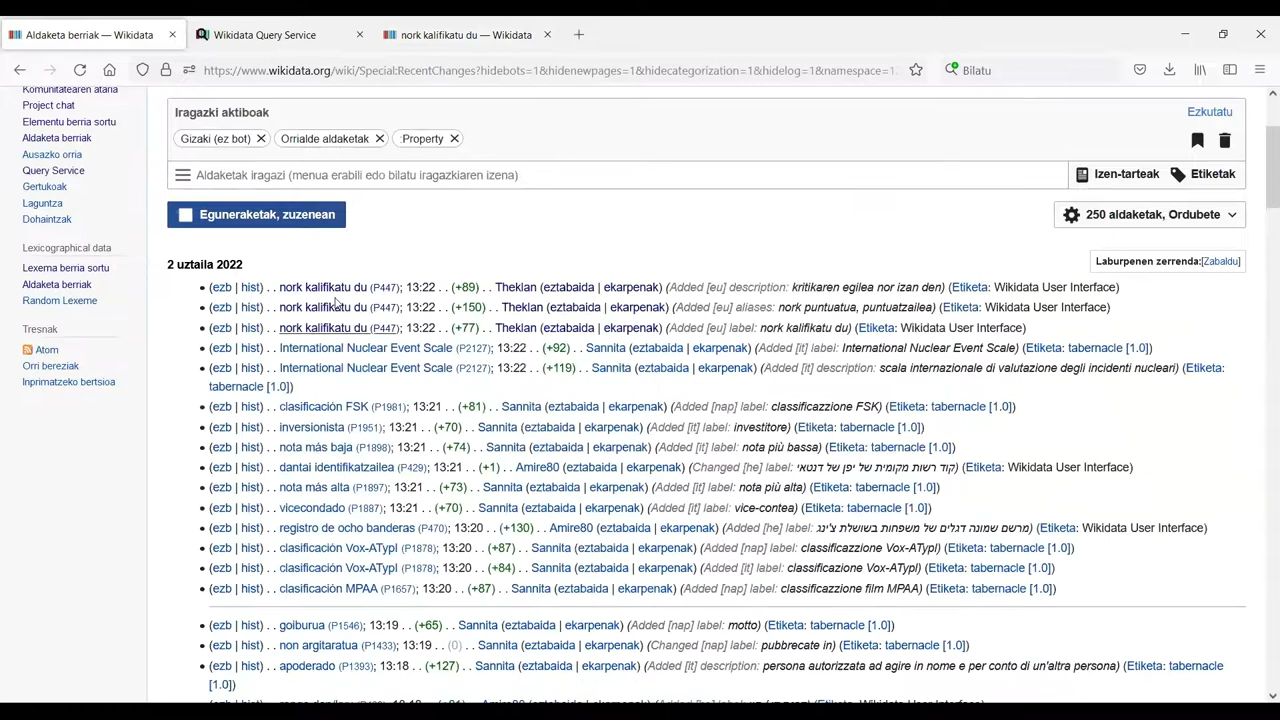 Aldaketa berriak — Wikidata
Wikidata Query Service
nork kalifikatu du — Wikidata
https://www.wikidata.org/wiki/Special:RecentChanges?hidebots=1&hidenewpages=1&hidecategorization=1&hidelog=1&namespace=1
Bilatu
Komunitatearen ataria
Project chat
Elementu berria sortu
Aldaketa berriak
Ausazko orria
Query Service
Gertukoak
Laguntza
Dohaintzak
Lexicographical data
Lexema berria sortu
Aldaketa berriak
Random Lexeme
Tresnak
Atom
Orri bereziak
Inprimatzeko bertsioa
Iragazki aktiboak
Ezkutatu
Gizaki (ez bot)
Orrialde aldaketak
:Property
Aldaketak iragazi (menua erabili edo bilatu iragazkiaren izena)
Izen-tarteak
Etiketak
Eguneraketak, zuzenean
250 aldaketak, Ordubete
2 uztaila 2022
Laburpenen zerrenda:[Zabaldu]
(ezb | hist) . . nork kalifikatu du (P447); 13:22 . . (+89) . . Theklan (eztabaida | ekarpenak) (Added [eu] description: kritikaren egilea nor izan den) (Etiketa: Wikidata User Interface)
(ezb | hist) . . nork kalifikatu du (P447); 13:22 . . (+150) . . Theklan (eztabaida | ekarpenak) (Added [eu] aliases: nork puntuatua, puntuatzailea) (Etiketa: Wikidata User Interface)
(ezb | hist) . . nork kalifikatu du (P447); 13:22 . . (+77) . . Theklan (eztabaida | ekarpenak) (Added [eu] label: nork kalifikatu du) (Etiketa: Wikidata User Interface)
(ezb | hist) . . International Nuclear Event Scale (P2127); 13:22 . . (+92) . . Sannita (eztabaida | ekarpenak) (Added [it] label: International Nuclear Event Scale) (Etiketa: tabernacle [1.0])
(ezb | hist) . . International Nuclear Event Scale (P2127); 13:22 . . (+119) . . Sannita (eztabaida | ekarpenak) (Added [it] description: scala internazionale di valutazione degli incidenti nucleari) (Etiketa:
tabernacle [1.0])
(ezb | hist) . . clasificación FSK (P1981); 13:21 . . (+81) . . Sannita (eztabaida | ekarpenak) (Added [nap] label: classificazzione FSK) (Etiketa: tabernacle [1.0])
(ezb | hist) . . inversionista (P1951); 13:21 . . (+70) . . Sannita (eztabaida | ekarpenak) (Added [it] label: investitore) (Etiketa: tabernacle [1.0])
(ezb | hist) . . nota más baja (P1898); 13:21 . . (+74) . . Sannita (eztabaida | ekarpenak) (Added [it] label: nota più bassa) (Etiketa: tabernacle [1.0])
(ezb | hist) . . dantai identifikatzailea (P429); 13:21 . . (+1) . . Amire80 (eztabaida | ekarpenak) (Changed [he] label: קוד רשות מקומית של יפן של דנטאי) (Etiketa: Wikidata User Interface)
(ezb | hist) . . nota más alta (P1897); 13:21 . . (+73) . . Sannita (eztabaida | ekarpenak) (Added [it] label: nota più alta) (Etiketa: tabernacle [1.0])
(ezb | hist) . . vicecondado (P1887); 13:21 . . (+70) . . Sannita (eztabaida | ekarpenak) (Added [it] label: vice-contea) (Etiketa: tabernacle [1.0])
(ezb | hist) . . registro de ocho banderas (P470); 13:20 . . (+130) . . Amire80 (eztabaida | ekarpenak) (Added [he] label: מרשם שמונה דגלים של משפחות בשושלת צ'ינג) (Etiketa: Wikidata User Interface)
(ezb | hist) . . clasificación Vox-ATypI (P1878); 13:20 . . (+87) . . Sannita (eztabaida | ekarpenak) (Added [nap] label: classificazzione Vox-ATypI) (Etiketa: tabernacle [1.0])
(ezb | hist) . . clasificación Vox-ATypI (P1878); 13:20 . . (+84) . . Sannita (eztabaida | ekarpenak) (Added [it] label: classificazione Vox-ATypI) (Etiketa: tabernacle [1.0])
(ezb | hist) . . clasificación MPAA (P1657); 13:20 . . (+87) . . Sannita (eztabaida | ekarpenak) (Added [nap] label: classificazzione film MPAA) (Etiketa: tabernacle [1.0])
(ezb | hist) . . goiburua (P1546); 13:19 . . (+65) . . Sannita (eztabaida | ekarpenak) (Added [nap] label: motto) (Etiketa: tabernacle [1.0])
(ezb | hist) . . non argitaratua (P1433); 13:19 . . (0) . . Sannita (eztabaida | ekarpenak) (Changed [nap] label: pubbrecate in) (Etiketa: tabernacle [1.0])
(ezb | hist) . . apoderado (P1393); 13:18 . . (+127) . . Sannita (eztabaida | ekarpenak) (Added [it] description: persona autorizzata ad agire in nome e per conto di un'altra persona) (Etiketa: tabernacle
[1.0])